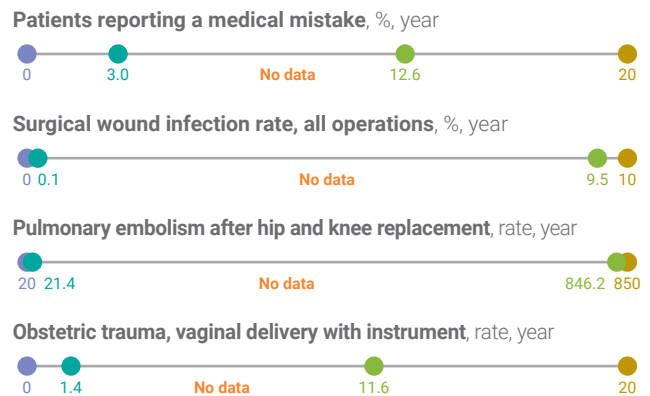 Patients reporting a medical mistake, %, year
0 3.0 No data 12.6 20
Surgical wound infection rate, all operations, %, year
0 0.1 No data 9.5 10
Pulmonary embolism after hip and knee replacement, rate, year
20 21.4 No data 846.2 850
Obstetric trauma, vaginal delivery with instrument, rate, year
0 1.4 No data 11.6 20